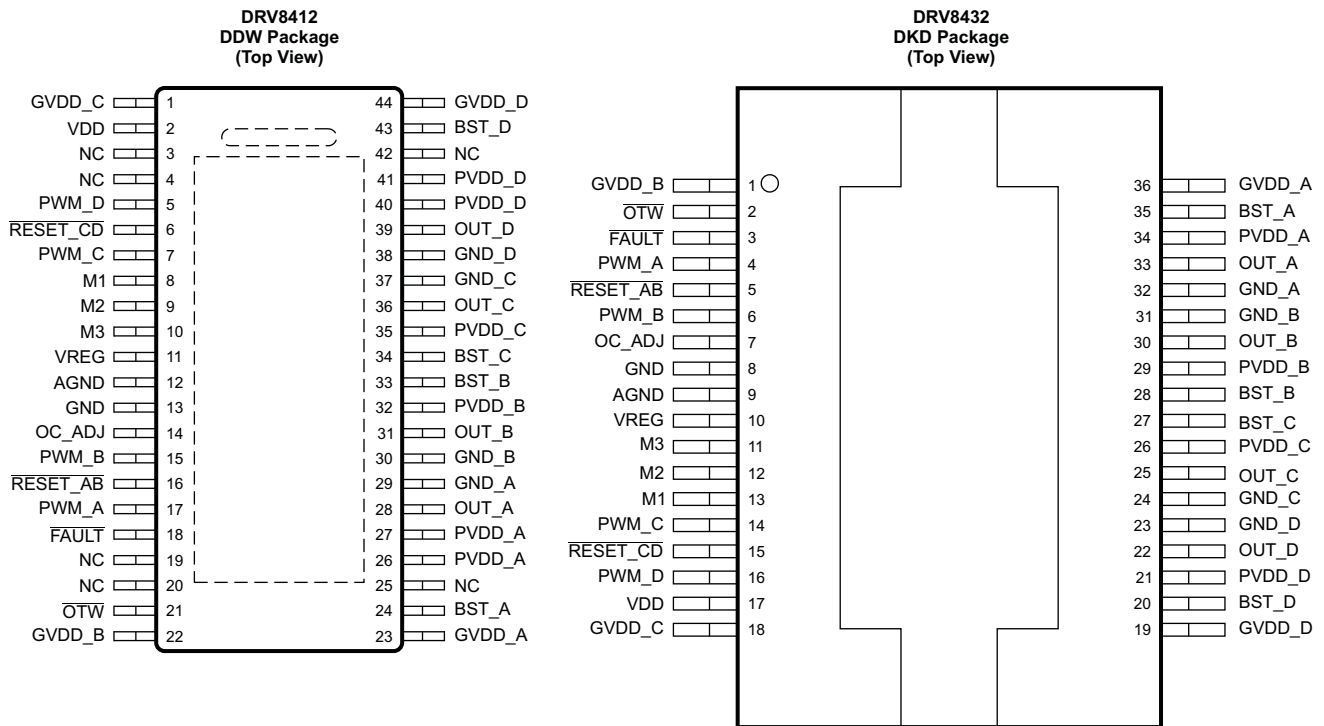 DRV8412
DDW Package
(Top View)
GVDD_C 1
VDD 2
NC 3
NC 4
PWM_D 5
RESET_CD 6
PWM_C 7
M1 8
M2 9
M3 10
VREG 11
AGND 12
GND 13
OC_ADJ 14
PWM_B 15
RESET_AB 16
PWM_A 17
FAULT 18
NC 19
NC 20
OTW 21
GVDD_B 22
44 GVDD_D
43 BST_D
42 NC
41 PVDD_D
40 PVDD_D
39 OUT_D
38 GND_D
37 GND_C
36 OUT_C
35 PVDD_C
34 BST_C
33 BST_B
32 PVDD_B
31 OUT_B
30 GND_B
29 GND_A
28 OUT_A
27 PVDD_A
26 PVDD_A
25 NC
24 BST_A
23 GVDD_A
DRV8432
DKD Package
(Top View)
GVDD_B 1
OTW 2
FAULT 3
PWM_A 4
RESET_AB 5
PWM_B 6
OC_ADJ 7
GND 8
AGND 9
VREG 10
M3 11
M2 12
M1 13
PWM_C 14
RESET_CD 15
PWM_D 16
VDD 17
GVDD_C 18
36 GVDD_A
35 BST_A
34 PVDD_A
33 OUT_A
32 GND_A
31 GND_B
30 OUT_B
29 PVDD_B
28 BST_B
27 BST_C
26 PVDD_C
25 OUT_C
24 GND_C
23 GND_D
22 OUT_D
21 PVDD_D
20 BST_D
19 GVDD_D